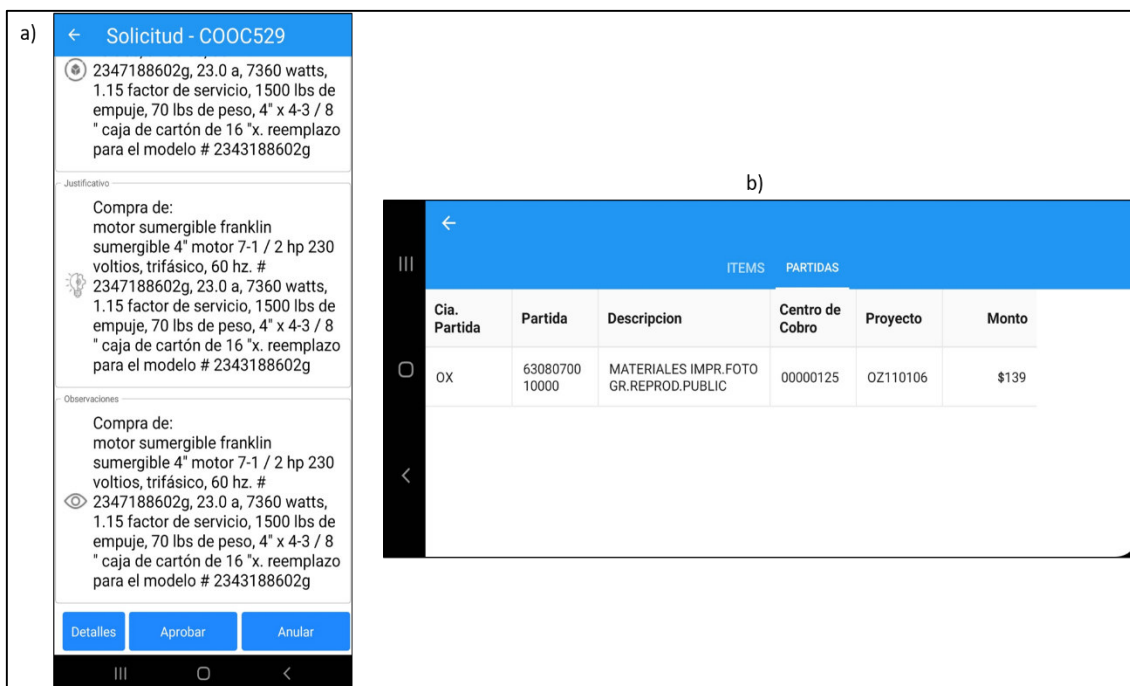 a)
Solicitud - COOC529
2347188602g, 23.0 a, 7360 watts,
1.15 factor de servicio, 1500 lbs de
empuje, 70 lbs de peso, 4" x 4-3 / 8
" caja de cartón de 16 "x. reemplazo
para el modelo # 2343188602g
Justificativo
Compra de:
motor sumergible franklin
sumergible 4" motor 7-1 / 2 hp 230
voltios, trifásico, 60 hz. #
2347188602g, 23.0 a, 7360 watts,
1.15 factor de servicio, 1500 lbs de
empuje, 70 lbs de peso, 4" x 4-3 / 8
" caja de cartón de 16 "x. reemplazo
para el modelo # 2343188602g
Observaciones
Compra de:
motor sumergible franklin
sumergible 4" motor 7-1 / 2 hp 230
voltios, trifásico, 60 hz. #
2347188602g, 23.0 a, 7360 watts,
1.15 factor de servicio, 1500 lbs de
empuje, 70 lbs de peso, 4" x 4-3 / 8
" caja de cartón de 16 "x. reemplazo
para el modelo # 2343188602g
Detalles Aprobar Anular
b)
ITEMS PARTIDAS
Cia. Partida Partida Descripcion Centro de Cobro Proyecto Monto
OX 63080700 10000 MATERIALES IMPR.FOTO GR.REPROD.PUBLIC 00000125 OZ110106 $139